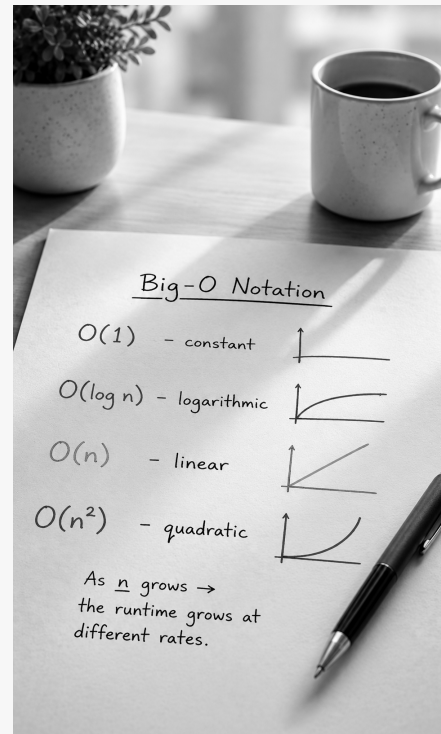 Big-O Notation
O(1) - constant
O(log n) - logarithmic
O(n) - linear
O(n²) - quadratic
As n grows →
the runtime grows at
different rates.